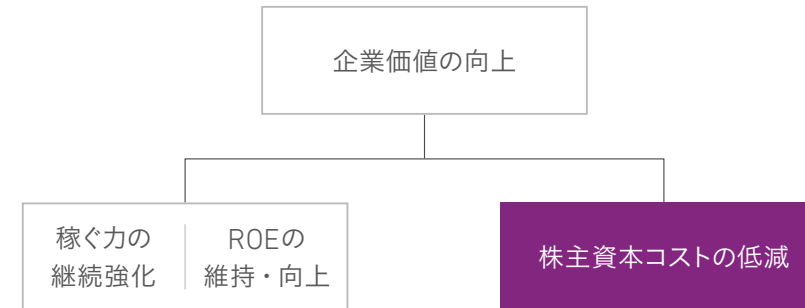 企業価値の向上
稼ぐ力の
継続強化
ROEの
維持・向上
株主資本コストの低減